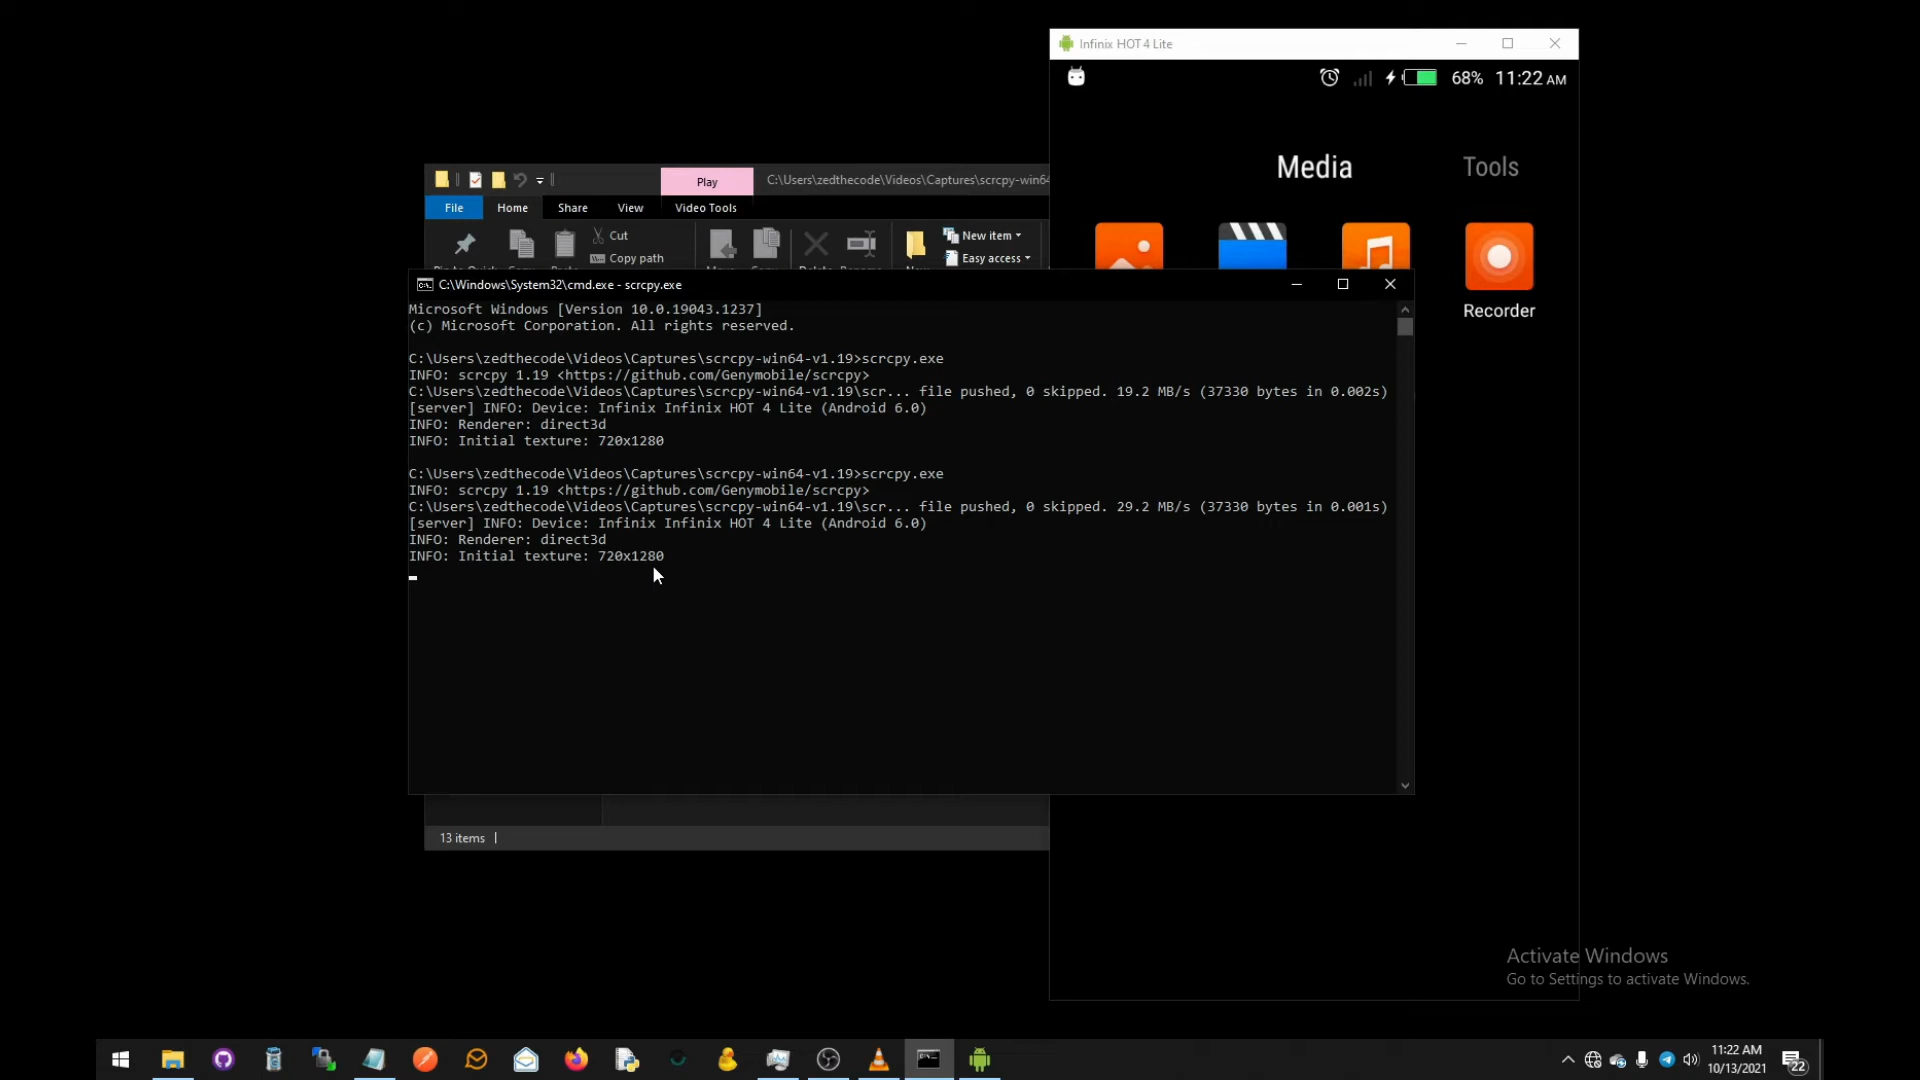 Infinix HOT 4 Lite
68% 11:22 AM
Media
Tools
Recorder
Play
C:\Users\zedthecode\Videos\Captures\scrcpy-win64
File
Home
Share
View
Video Tools
Cut
Copy path
New item
Easy access
C:\Windows\System32\cmd.exe - scrcpy.exe
Microsoft Windows [Version 10.0.19043.1237]
(c) Microsoft Corporation. All rights reserved.
C:\Users\zedthecode\Videos\Captures\scrcpy-win64-v1.19>scrcpy.exe
INFO: scrcpy 1.19 <https://github.com/Genymobile/scrcpy>
C:\Users\zedthecode\Videos\Captures\scrcpy-win64-v1.19\scr... file pushed, 0 skipped. 19.2 MB/s (37330 bytes in 0.002s)
[server] INFO: Device: Infinix Infinix HOT 4 Lite (Android 6.0)
INFO: Renderer: direct3d
INFO: Initial texture: 720x1280
C:\Users\zedthecode\Videos\Captures\scrcpy-win64-v1.19>scrcpy.exe
INFO: scrcpy 1.19 <https://github.com/Genymobile/scrcpy>
C:\Users\zedthecode\Videos\Captures\scrcpy-win64-v1.19\scr... file pushed, 0 skipped. 29.2 MB/s (37330 bytes in 0.001s)
[server] INFO: Device: Infinix Infinix HOT 4 Lite (Android 6.0)
INFO: Renderer: direct3d
INFO: Initial texture: 720x1280
13 items
Activate Windows
Go to Settings to activate Windows.
11:22 AM
10/13/2021
22